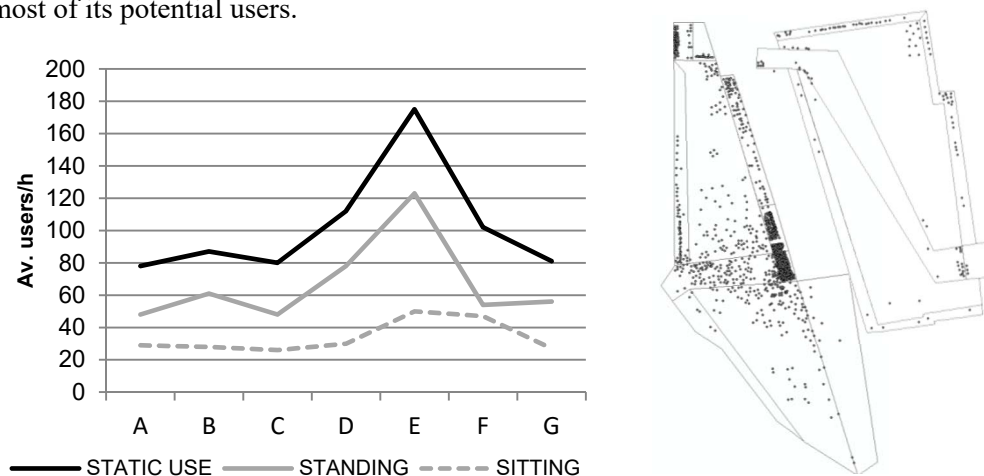 most of its potential users.
200
180
160
140
120
100
80
60
40
20
0
Av. users/h
A B C D E F G
STATIC USE STANDING SITTING